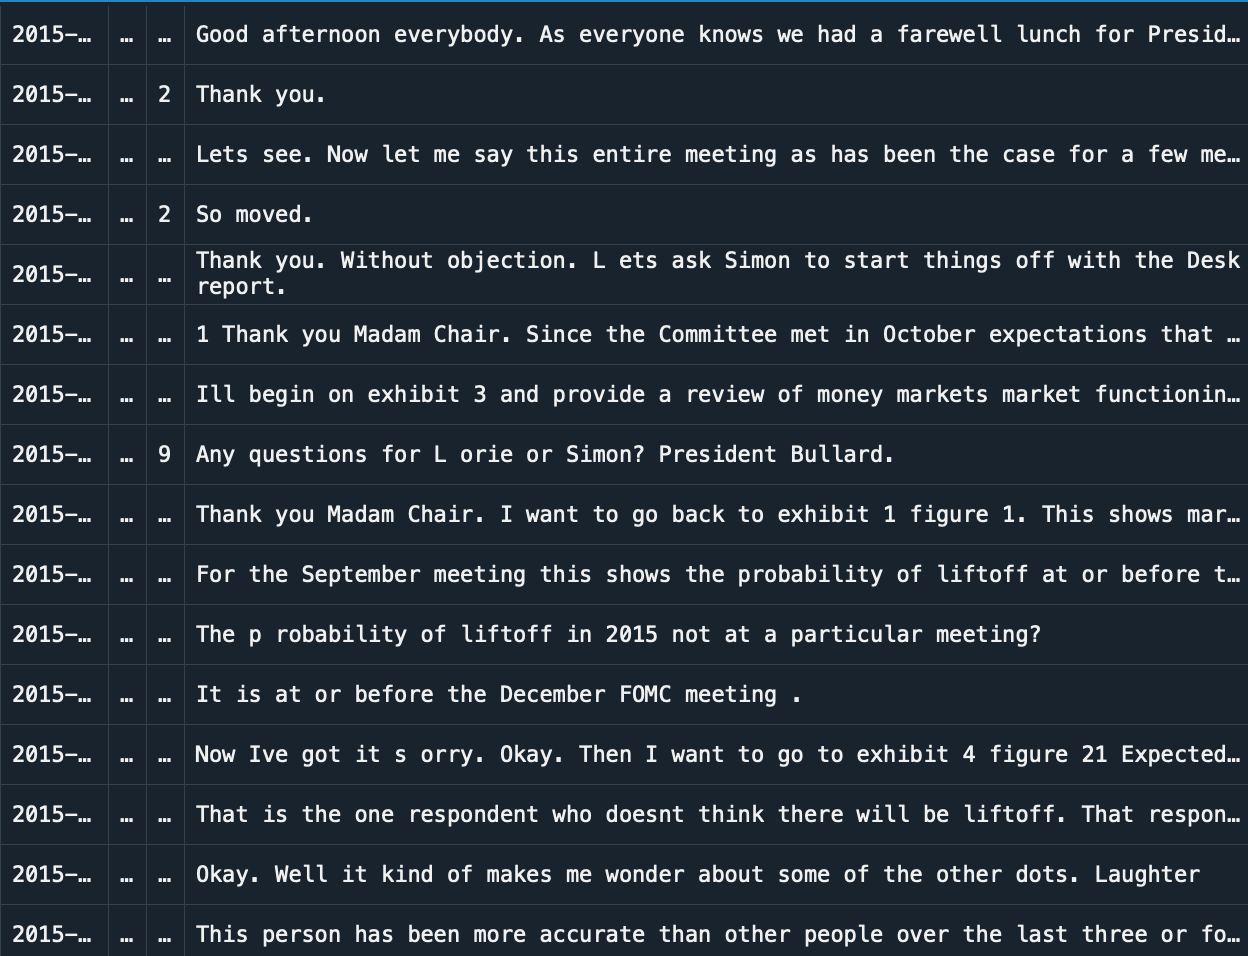 2015–… … … Good afternoon everybody. As everyone knows we had a farewell lunch for Presid…
2015–… … 2 Thank you.
2015–… … … Lets see. Now let me say this entire meeting as has been the case for a few me…
2015–… … 2 So moved.
2015–… … … Thank you. Without objection. L ets ask Simon to start things off with the Desk
report.
2015–… … … 1 Thank you Madam Chair. Since the Committee met in October expectations that …
2015–… … … Ill begin on exhibit 3 and provide a review of money markets market functionin…
2015–… … 9 Any questions for L orie or Simon? President Bullard.
2015–… … … Thank you Madam Chair. I want to go back to exhibit 1 figure 1. This shows mar…
2015–… … … For the September meeting this shows the probability of liftoff at or before t…
2015–… … … The p robability of liftoff in 2015 not at a particular meeting?
2015–… … … It is at or before the December FOMC meeting .
2015–… … … Now Ive got it s orry. Okay. Then I want to go to exhibit 4 figure 21 Expected…
2015–… … … That is the one respondent who doesnt think there will be liftoff. That respon…
2015–… … … Okay. Well it kind of makes me wonder about some of the other dots. Laughter
2015–… … … This person has been more accurate than other people over the last three or fo…